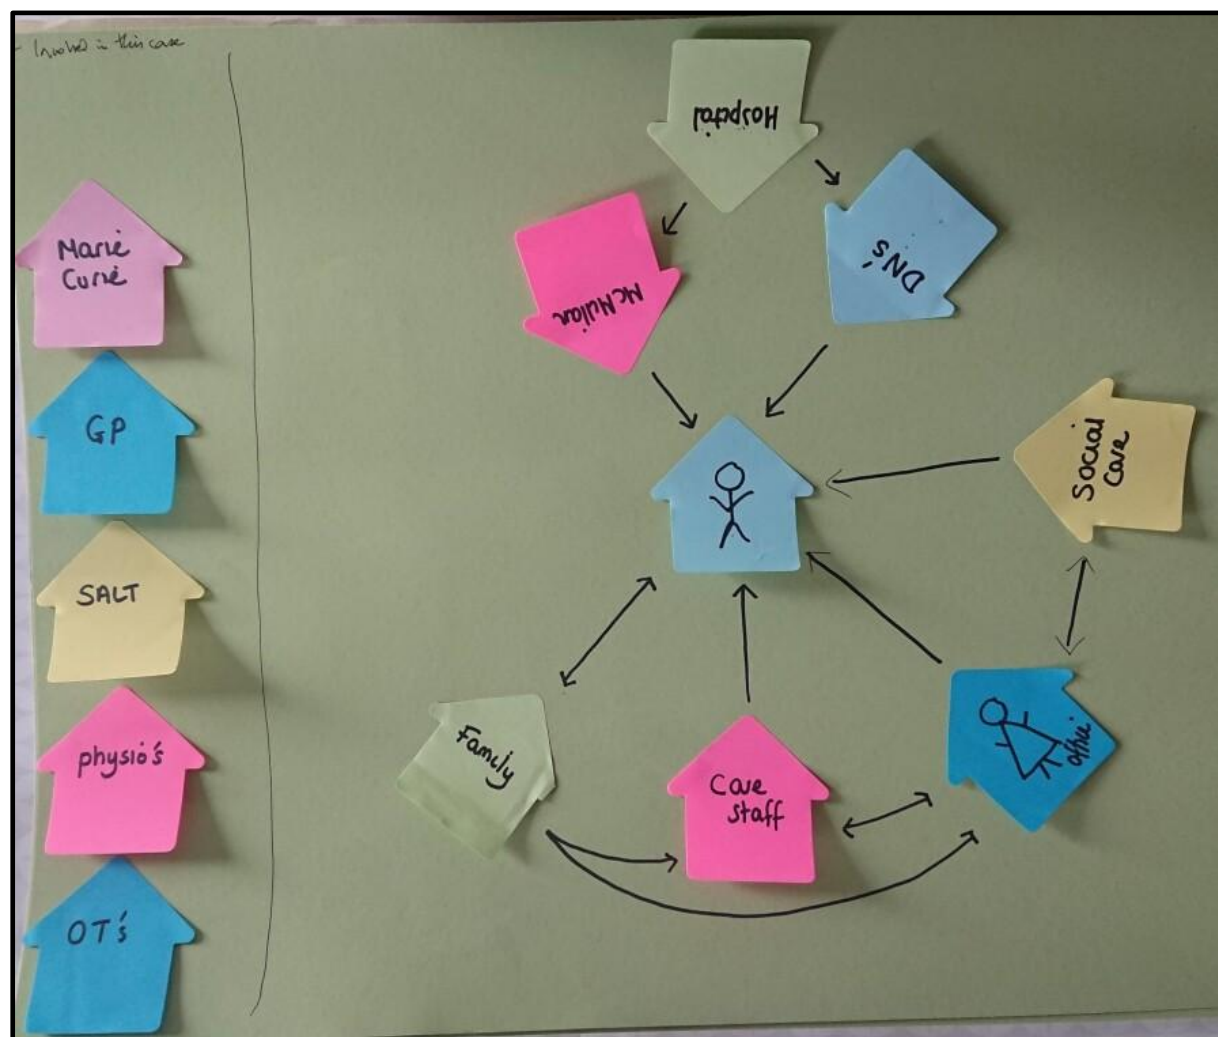 Involved in this case
Marie
Curie
GP
SALT
physio's
OT's
Hospital
McMillan
DN's
Social
Care
Family
Care
Staff
office